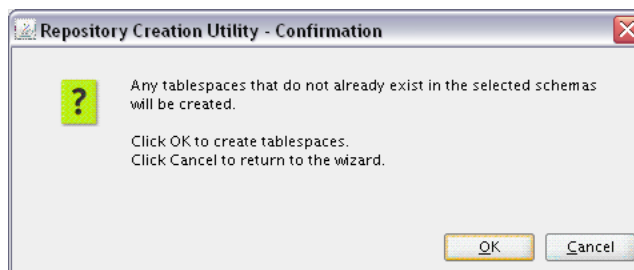 Repository Creation Utility - Confirmation
?
Any tablespaces that do not already exist in the selected schemas
will be created.
Click OK to create tablespaces.
Click Cancel to return to the wizard.
OK
Cancel